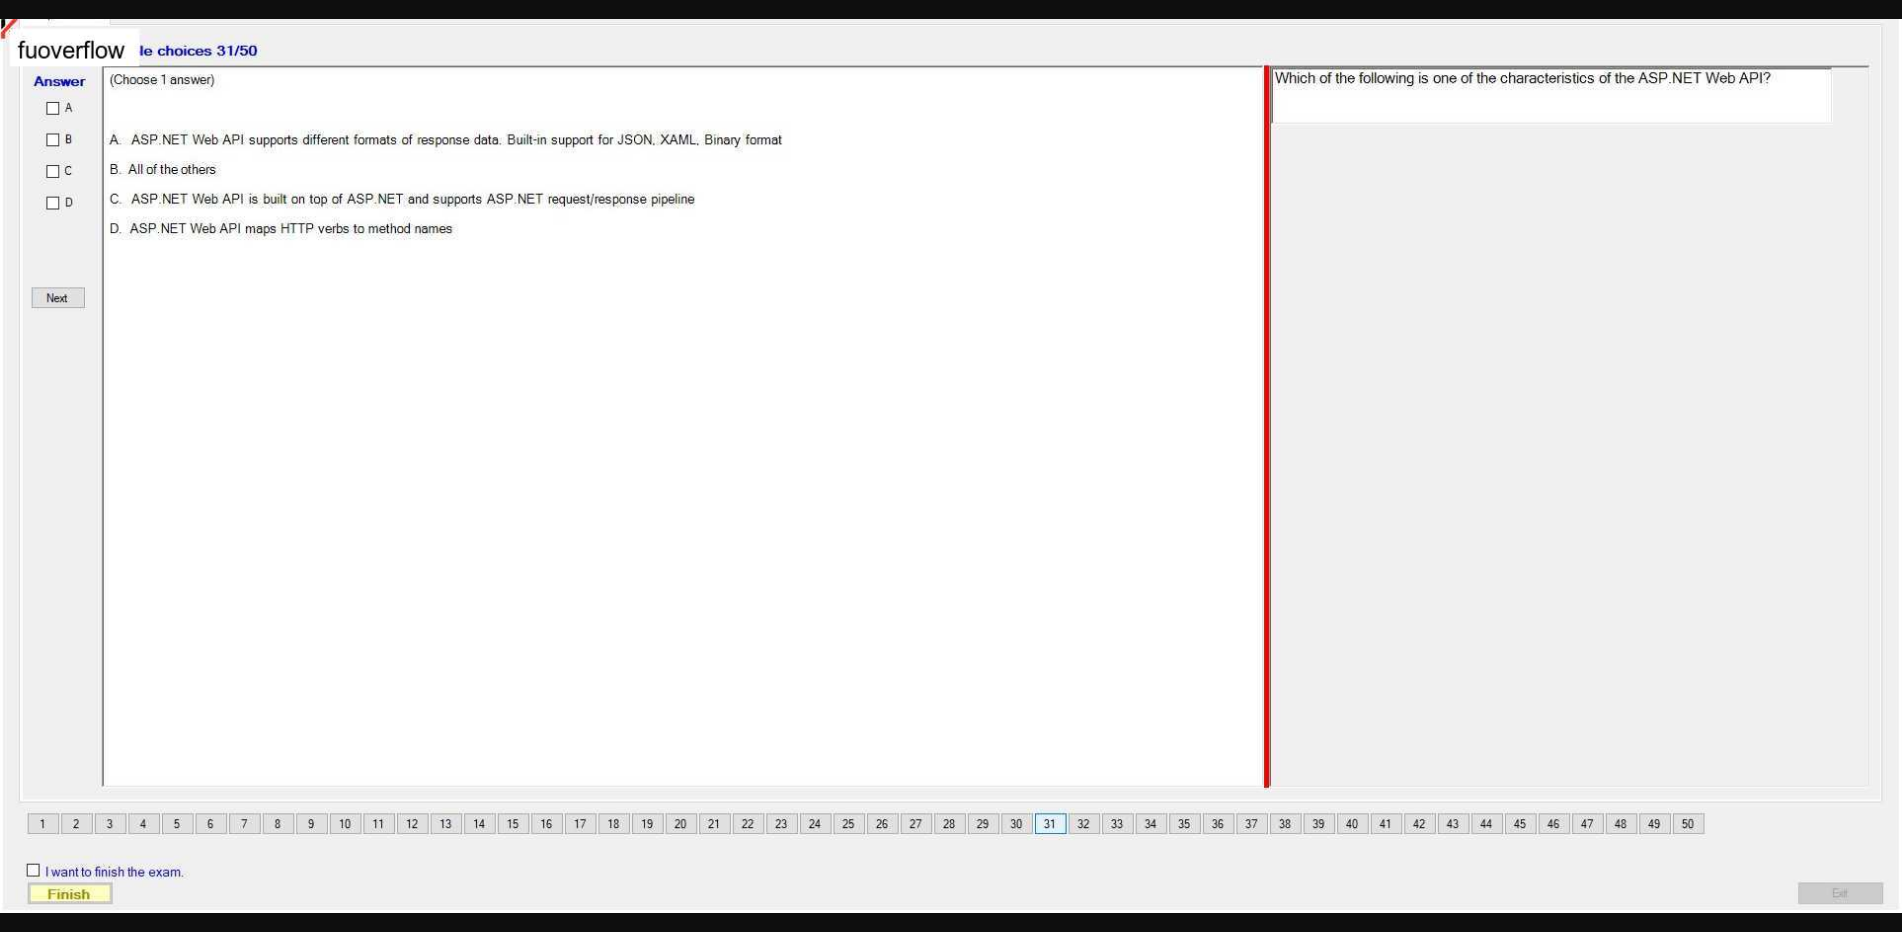 fuoverflow le choices 31/50
Answer
(Choose 1 answer)
Which of the following is one of the characteristics of the ASP.NET Web API?
A
B
C
D
A. ASP.NET Web API supports different formats of response data. Built-in support for JSON, XAML, Binary format
B. All of the others
C. ASP.NET Web API is built on top of ASP.NET and supports ASP.NET request/response pipeline
D. ASP.NET Web API maps HTTP verbs to method names
Next
1 2 3 4 5 6 7 8 9 10 11 12 13 14 15 16 17 18 19 20 21 22 23 24 25 26 27 28 29 30 31 32 33 34 35 36 37 38 39 40 41 42 43 44 45 46 47 48 49 50
I want to finish the exam.
Finish
Exit